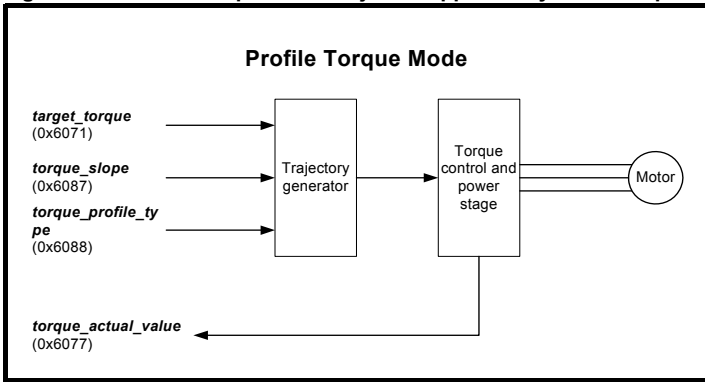 Profile Torque Mode
target_torque
(0x6071)
torque_slope
(0x6087)
torque_profile_ty
pe
(0x6088)
Trajectory
generator
Torque
control and
power
stage
Motor
torque_actual_value
(0x6077)